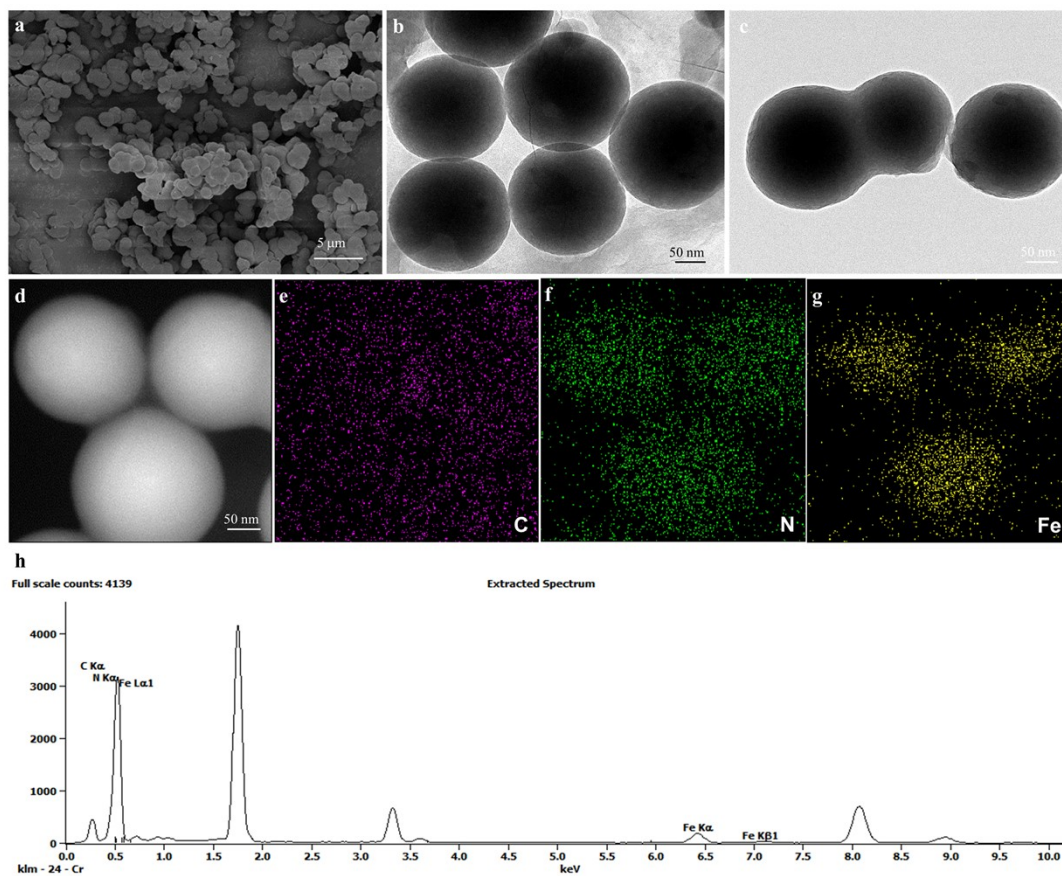 a
5 μm
b
50 nm
c
50 nm
d
50 nm
e
C
f
N
g
Fe
h
Full scale counts: 4139
Extracted Spectrum
4000
3000
2000
1000
0
C Kα
N Kα
Fe Lα1
Fe Kα
Fe Kβ1
0.0 0.5 1.0 1.5 2.0 2.5 3.0 3.5 4.0 4.5 5.0 5.5 6.0 6.5 7.0 7.5 8.0 8.5 9.0 9.5 10.0
klm - 24 - Cr
keV